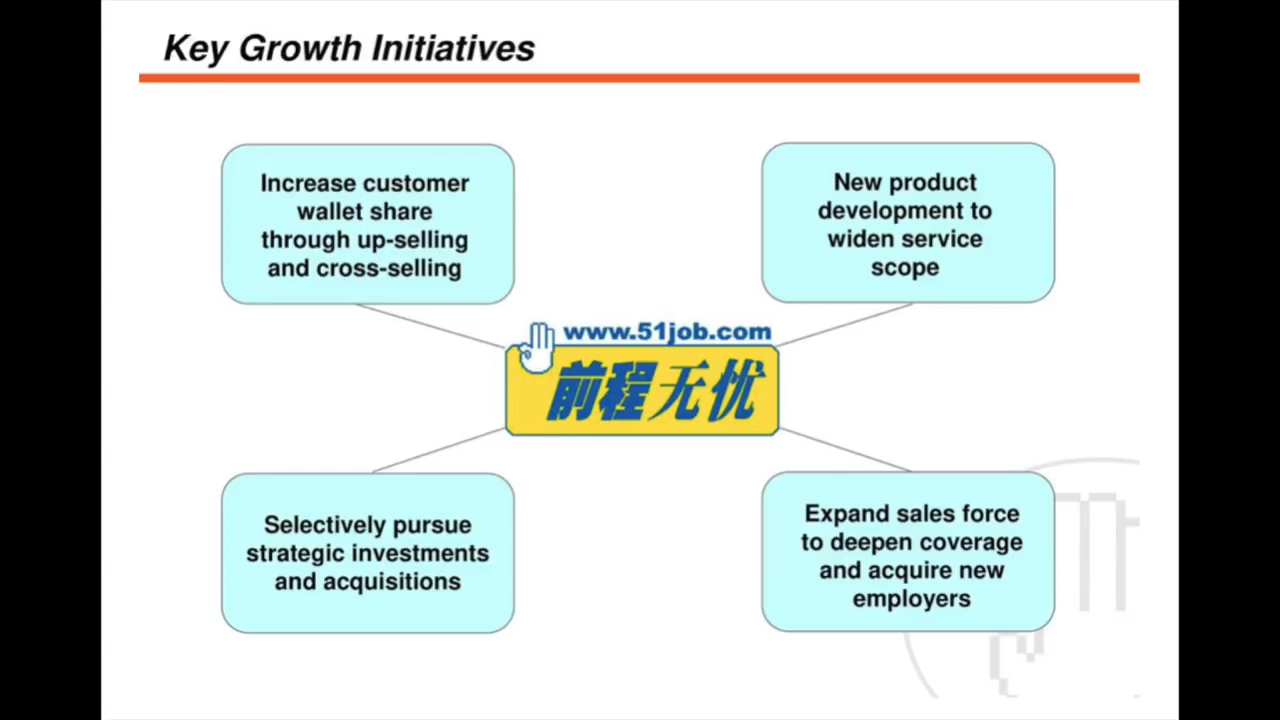 Key Growth Initiatives
Increase customer
wallet share
through up-selling
and cross-selling
New product
development to
widen service
scope
www.51job.com
前程无忧
Selectively pursue
strategic investments
and acquisitions
Expand sales force
to deepen coverage
and acquire new
employers